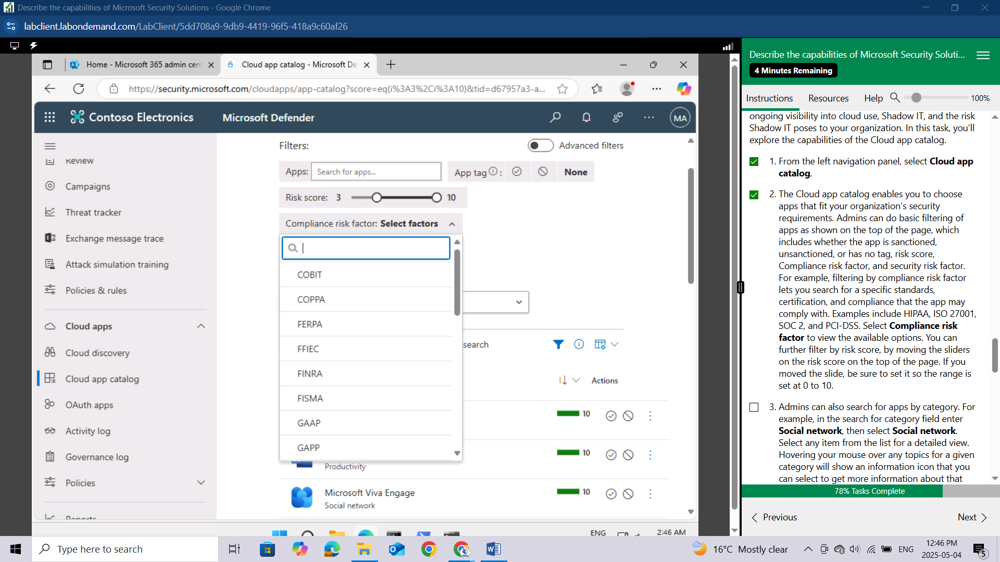 Describe the capabilities of Microsoft Security Solutions - Google Chrome
labclient.labondemand.com/LabClient/5dd708a9-9db9-4419-96f5-418a9c60af26
Home - Microsoft 365 admin cent
Cloud app catalog - Microsoft De
https://security.microsoft.com/cloudapps/app-catalog?score=eq(i%3A3%2Ci%3A10)&tid=d67957a3-a...
Contoso Electronics
Microsoft Defender
MA
Review
Campaigns
Threat tracker
Exchange message trace
Attack simulation training
Policies & rules
Cloud apps
Cloud discovery
Cloud app catalog
OAuth apps
Activity log
Governance log
Policies
Reports
Filters:
Advanced filters
Apps: Search for apps...
App tag :
None
Risk score: 3 10
Compliance risk factor: Select factors
COBIT
COPPA
FERPA
FFIEC
FINRA
FISMA
GAAP
GAPP
search
Actions
10
10
Productivity
Microsoft Viva Engage
10
Social network
ENG
2:46 AM
Describe the capabilities of Microsoft Security Soluti...
4 Minutes Remaining
Instructions
Resources
Help
100%
ongoing visibility into cloud use, Shadow IT, and the risk
Shadow IT poses to your organization. In this task, you'll
explore the capabilities of the Cloud app catalog.
1. From the left navigation panel, select Cloud app
catalog.
2. The Cloud app catalog enables you to choose
apps that fit your organization's security
requirements. Admins can do basic filtering of
apps as shown on the top of the page, which
includes whether the app is sanctioned,
unsanctioned, or has no tag, risk score,
Compliance risk factor, and security risk factor.
For example, filtering by compliance risk factor
lets you search for a specific standards,
certification, and compliance that the app may
comply with. Examples include HIPAA, ISO 27001,
SOC 2, and PCI-DSS. Select Compliance risk
factor to view the available options. You can
further filter by risk score, by moving the sliders
on the risk score on the top of the page. If you
moved the slide, be sure to set it so the range is
set at 0 to 10.
3. Admins can also search for apps by category. For
example, in the search for category field enter
Social network, then select Social network.
Select any item from the list for a detailed view.
Hovering your mouse over any topics for a given
category will show an information icon that you
can select to get more information about that
78% Tasks Complete
Previous
Next
Type here to search
16°C Mostly clear
ENG
12:46 PM
2025-05-04
5